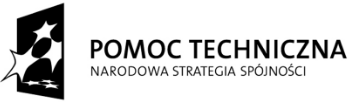 POMOC TECHNICZNA
NARODOWA STRATEGIA SPÓJNOŚCI